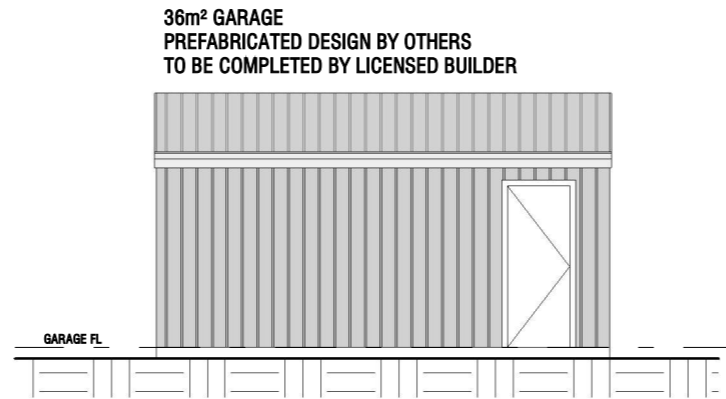 36m² GARAGE
PREFABRICATED DESIGN BY OTHERS
TO BE COMPLETED BY LICENSED BUILDER
GARAGE FL